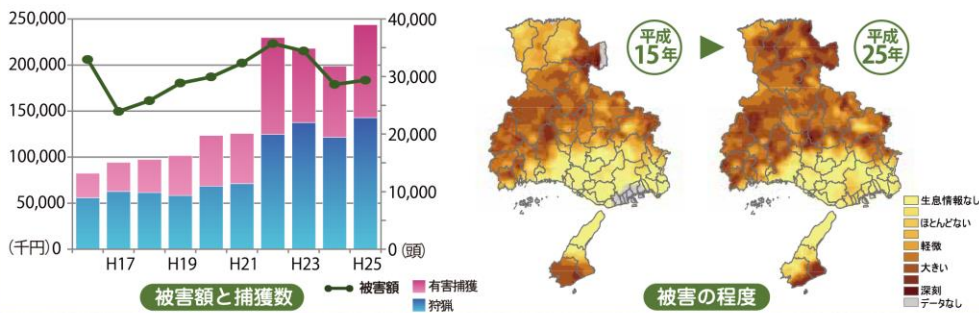 250,000
200,000
150,000
100,000
50,000
(千円) 0
40,000
30,000
20,000
10,000
0 (頭)
H17 H19 H21 H23 H25
被害額と捕獲数
被害額
有害捕獲
狩猟
平成
15年
平成
25年
生息情報なし
ほとんどない
軽微
大きい
深刻
データなし
被害の程度